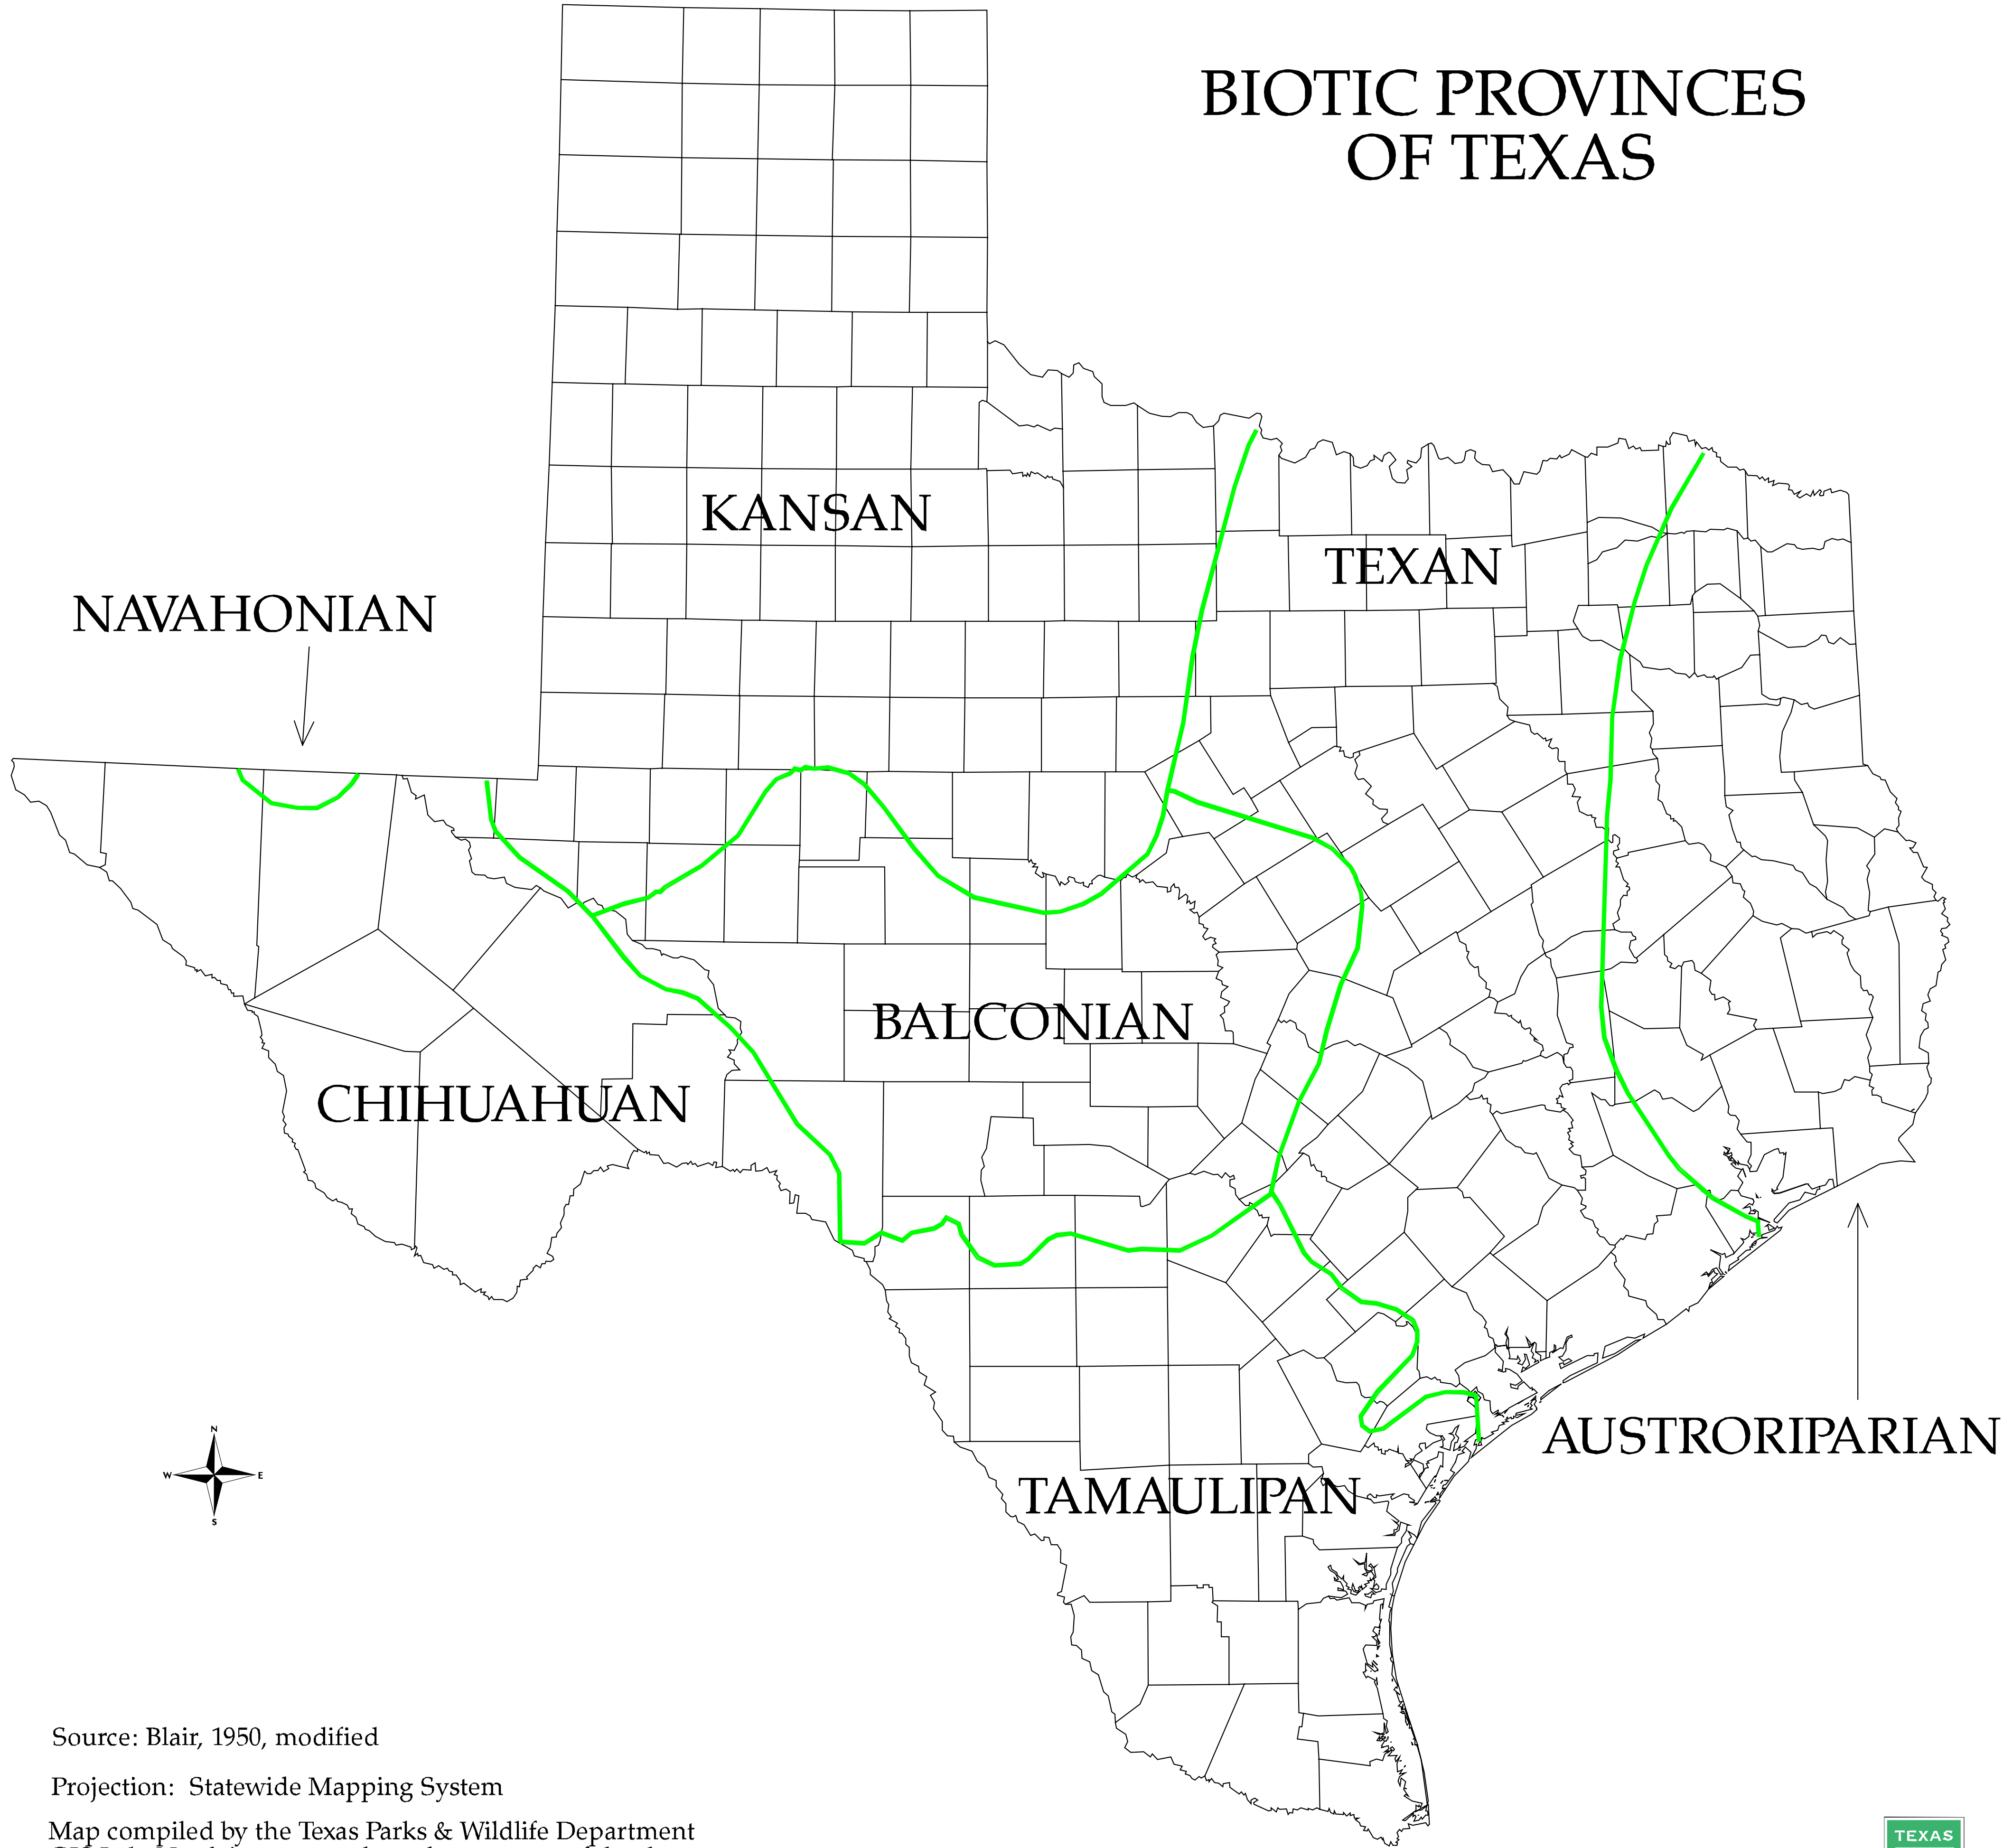 BIOTIC PROVINCES
OF TEXAS
KANSAN
TEXAN
NAVAHONIAN
BALCONIAN
CHIHUAHUAN
AUSTRORIPARIAN
TAMAULIPAN
N
W
E
S
Source: Blair, 1950, modified
Projection: Statewide Mapping System
Map compiled by the Texas Parks & Wildlife Department
TEXAS